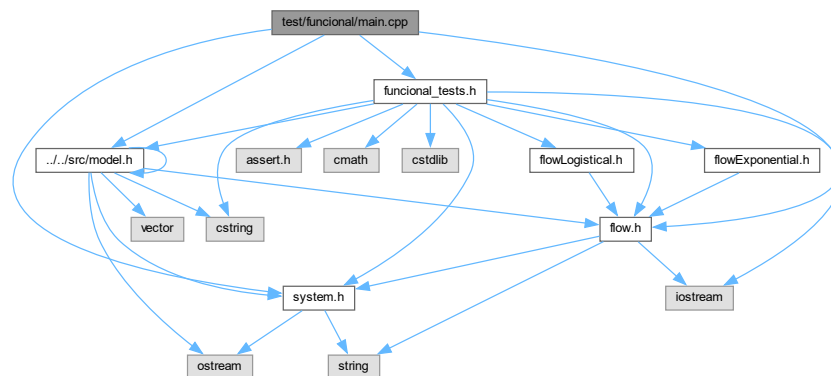 test/funcional/main.cpp
funcional_tests.h
../../src/model.h
assert.h
cmath
cstdlib
flowLogistical.h
flowExponential.h
vector
cstring
flow.h
system.h
iostream
ostream
string